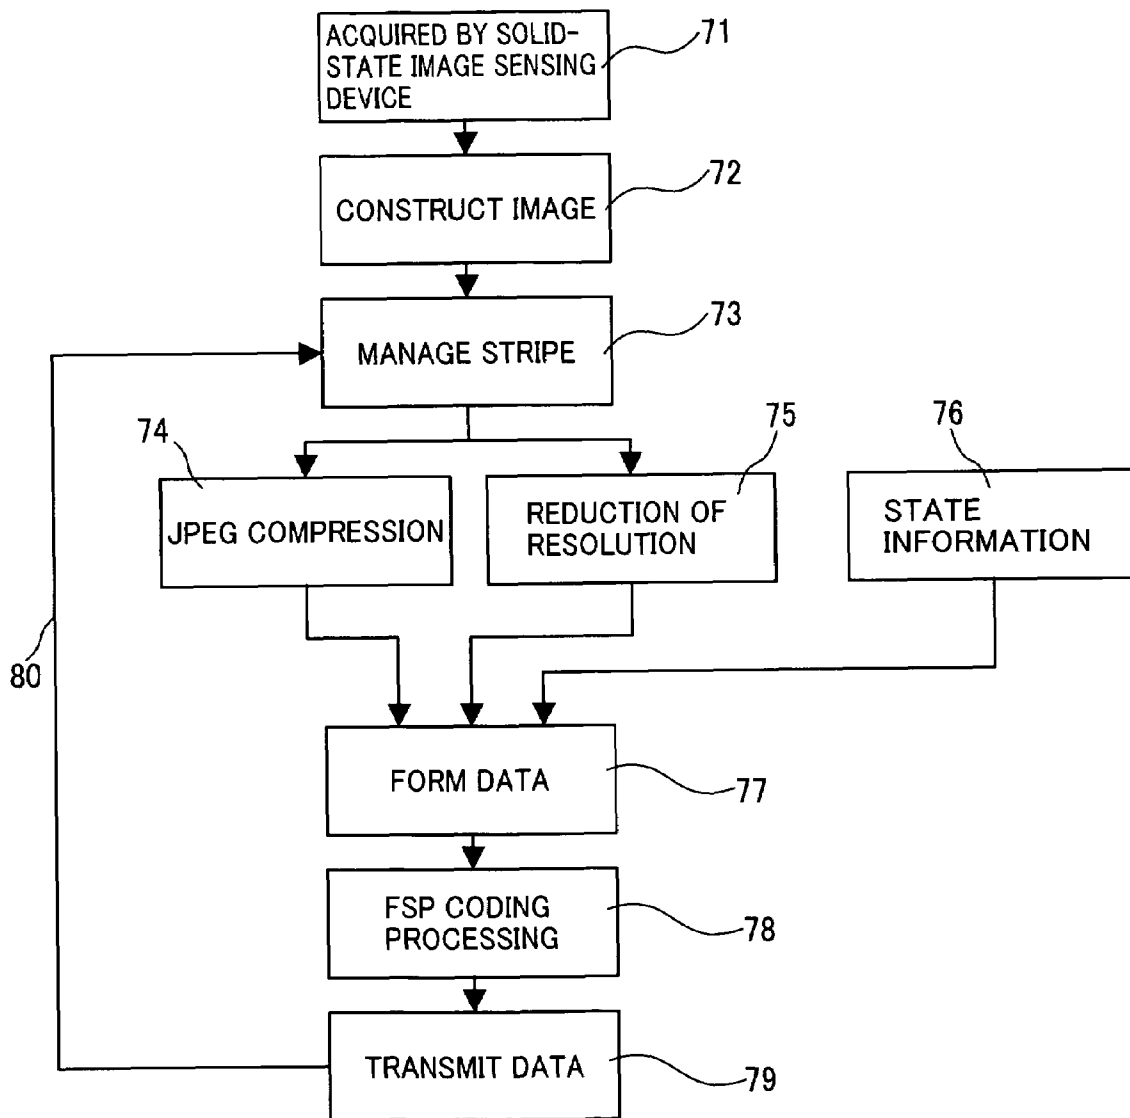 ACQUIRED BY SOLID-
STATE IMAGE SENSING
DEVICE
71
CONSTRUCT IMAGE
72
MANAGE STRIPE
73
74
JPEG COMPRESSION
75
REDUCTION OF
RESOLUTION
76
STATE
INFORMATION
80
FORM DATA
77
FSP CODING
PROCESSING
78
TRANSMIT DATA
79